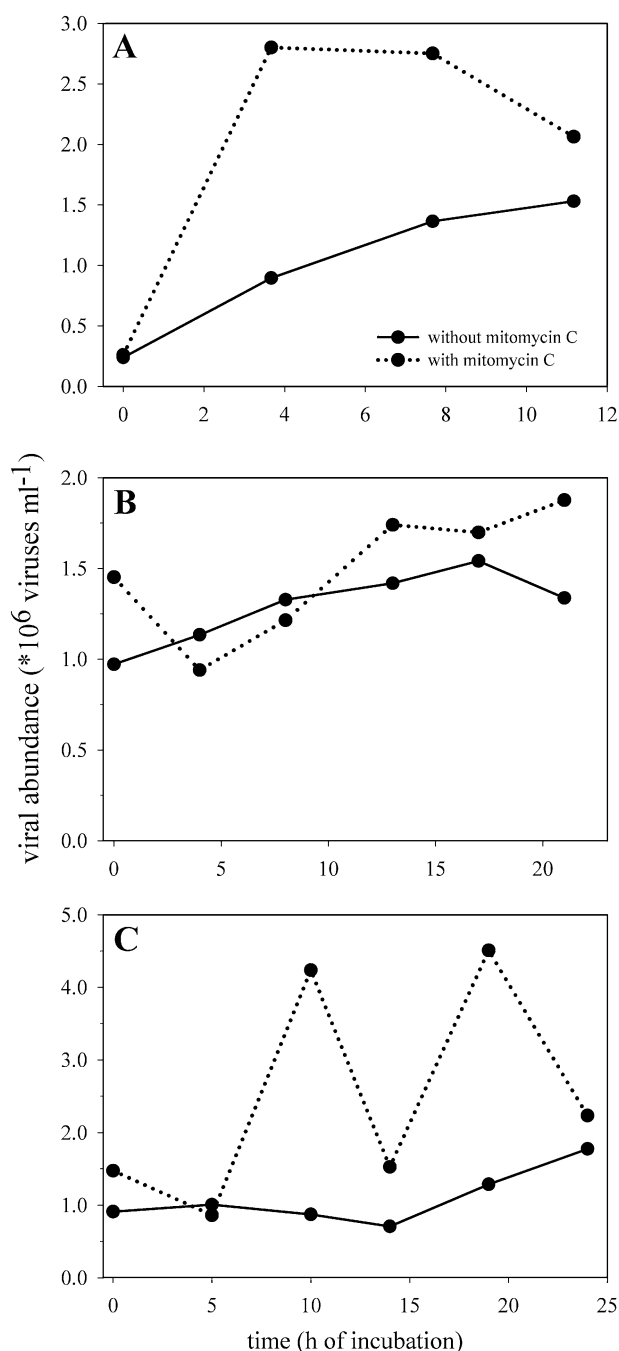 A
3.0
2.5
2.0
1.5
1.0
0.5
0.0
without mitomycin C
with mitomycin C
0 2 4 6 8 10 12
B
2.0
1.5
1.0
0.5
0.0
0 5 10 15 20
viral abundance (*10⁶ viruses ml⁻¹)
C
5.0
4.0
3.0
2.0
1.0
0.0
0 5 10 15 20 25
time (h of incubation)